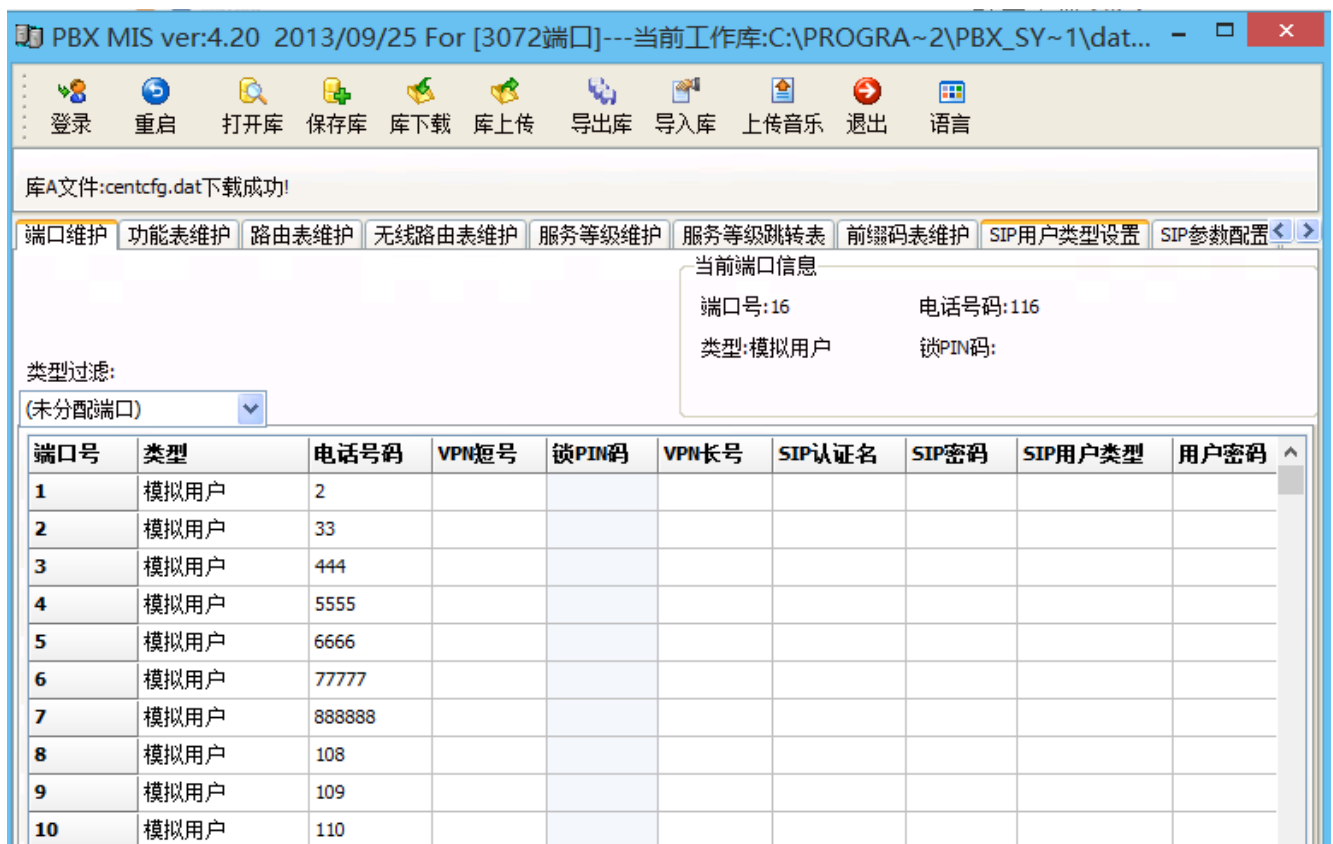 PBX MIS ver:4.20 2013/09/25 For [3072端口]---当前工作库:C:\PROGRA~2\PBX_SY~1\dat...
登录 重启 打开库 保存库 库下载 库上传 导出库 导入库 上传音乐 退出 语言
库A文件:centcfg.dat下载成功!
端口维护 功能表维护 路由表维护 无线路由表维护 服务等级维护 服务等级跳转表 前缀码表维护 SIP用户类型设置 SIP参数配置
当前端口信息
端口号:16 电话号码:116
类型:模拟用户 锁PIN码:
类型过滤:
(未分配端口)
端口号 类型 电话号码 VPN短号 锁PIN码 VPN长号 SIP认证名 SIP密码 SIP用户类型 用户密码
1 模拟用户 2
2 模拟用户 33
3 模拟用户 444
4 模拟用户 5555
5 模拟用户 6666
6 模拟用户 77777
7 模拟用户 888888
8 模拟用户 108
9 模拟用户 109
10 模拟用户 110